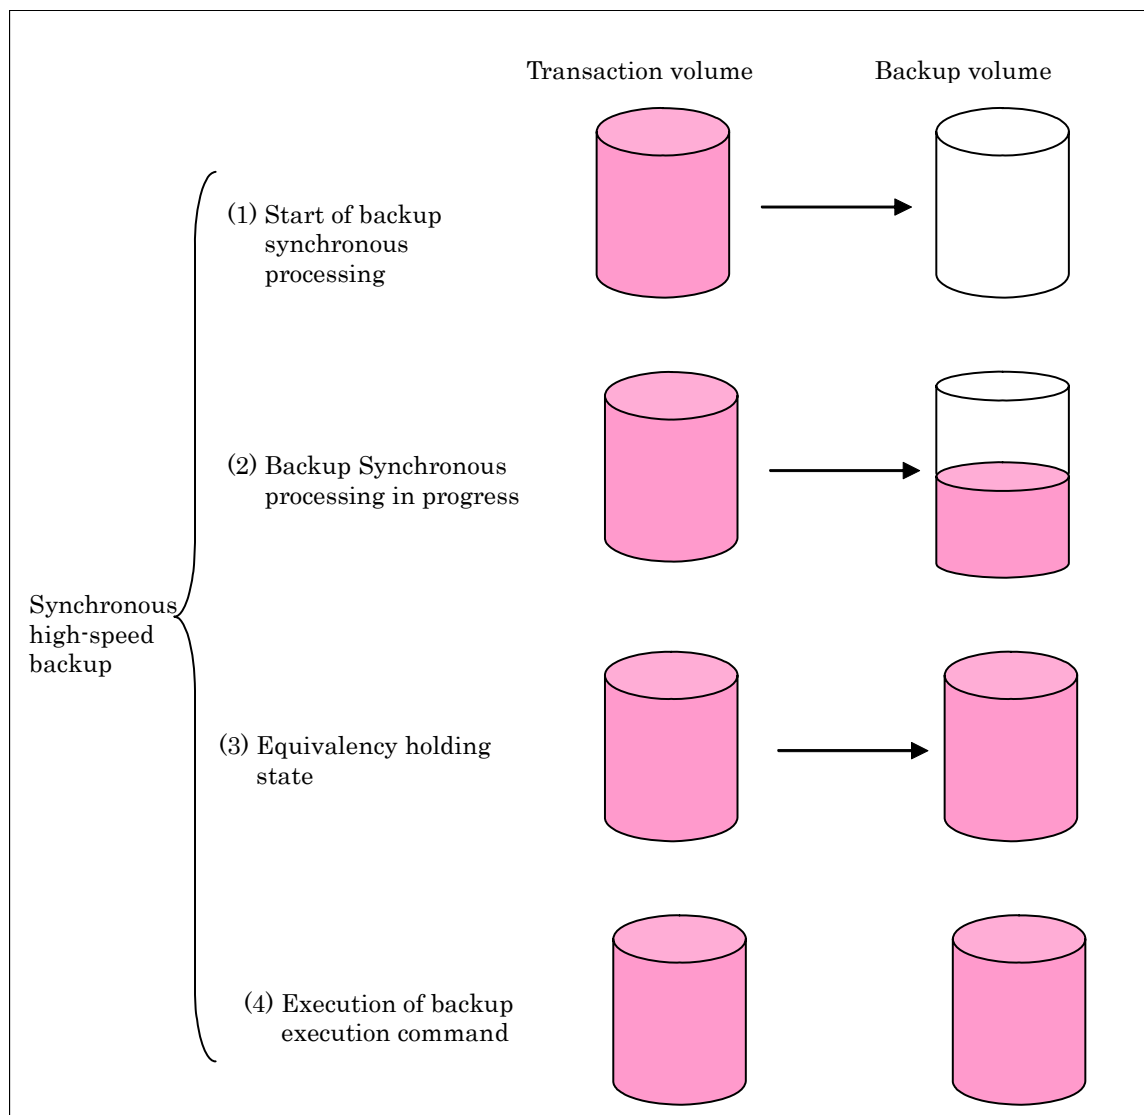 Transaction volume
Backup volume
(1) Start of backup
synchronous
processing
(2) Backup Synchronous
processing in progress
Synchronous
high-speed
backup
(3) Equivalency holding
state
(4) Execution of backup
execution command